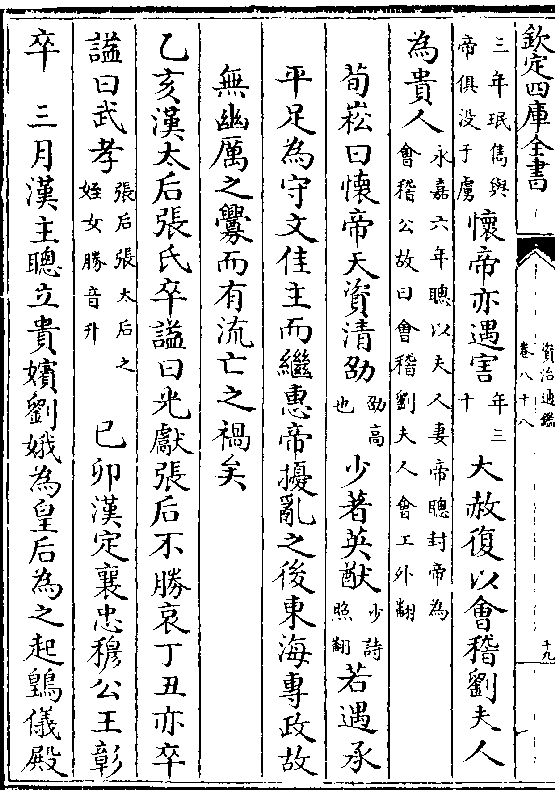 欽定四庫全書
資治通鑑
卷八十八
十九
三年珉雋與
帝俱没于虜
懷帝亦遇害
年三
十
大赦復以會稽劉夫人
為貴人
永嘉六年聰以夫人妻帝聰封帝為
會稽公故曰會稽劉夫人會工外翻
荀崧曰懷帝天資清劭
劭高
也
少著英猷
少詩
照翻
若遇承
平足為守文佳主而繼惠帝擾亂之後東海專政故
無幽厲之釁而有流亡之禍矣
乙亥漢太后張氏卒謚曰光獻張后不勝哀丁丑亦卒
謚曰武孝
張后張太后之
姪女勝音升
己卯漢定襄忠穆公王彰
卒 三月漢主聰立貴嬪劉娥為皇后為之起䳨儀殿